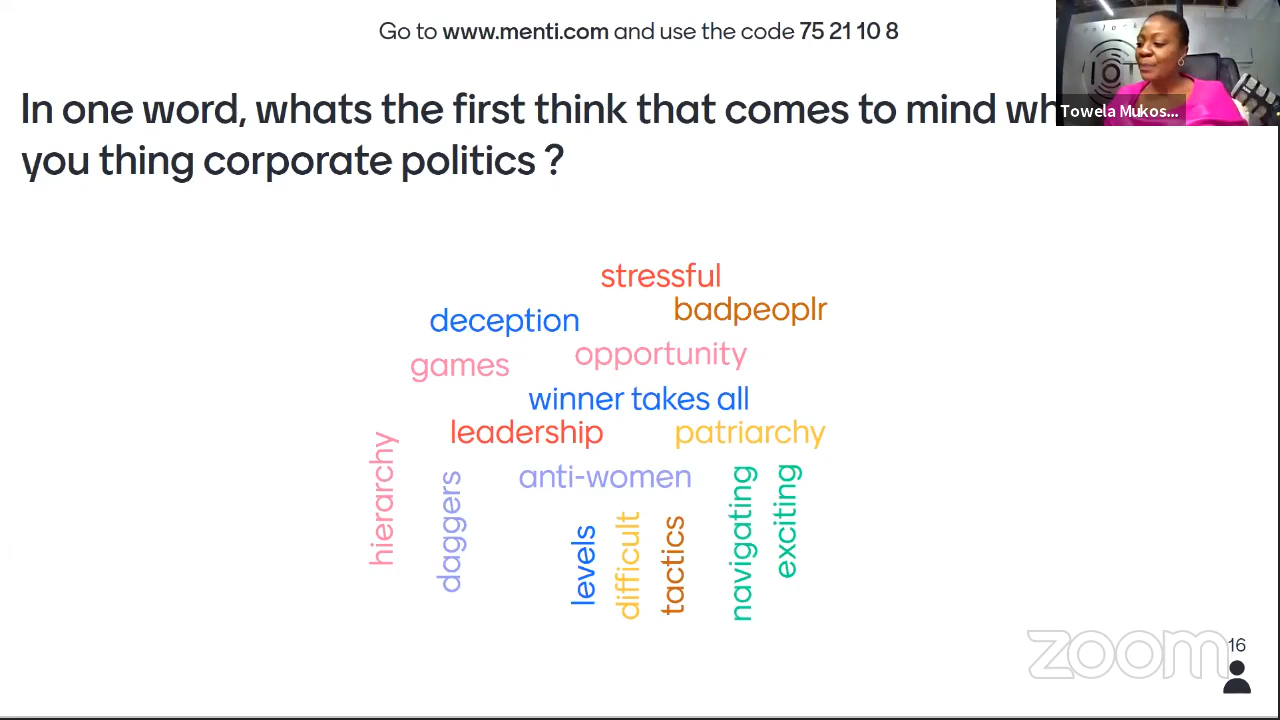 Go to www.menti.com and use the code 75 21 10 8
In one word, whats the first think that comes to mind wh
you thing corporate politics ?
Towela Mukos...
stressful
badpeoplr
deception
opportunity
games
winner takes all
leadership
patriarchy
hierarchy
daggers
anti-women
levels
difficult
tactics
navigating
exciting
zoom
16